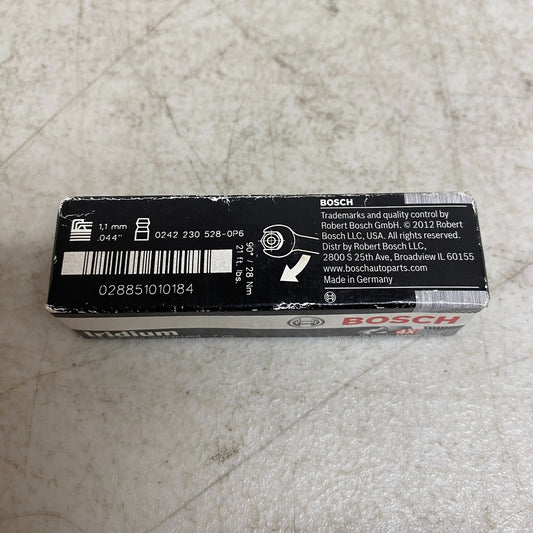 1,1 mm
.044"
0242 230 528-0P6
028851010184
90° 28 Nm
21 ft. lbs.
BOSCH
Trademarks and quality control by
Robert Bosch GmbH. © 2012 Robert
Bosch LLC, USA. All rights reserved.
Distr by Robert Bosch LLC,
2800 S 25th Ave, Broadview IL 60155
www.boschautoparts.com
Made in Germany
Iridium
BOSCH
4X